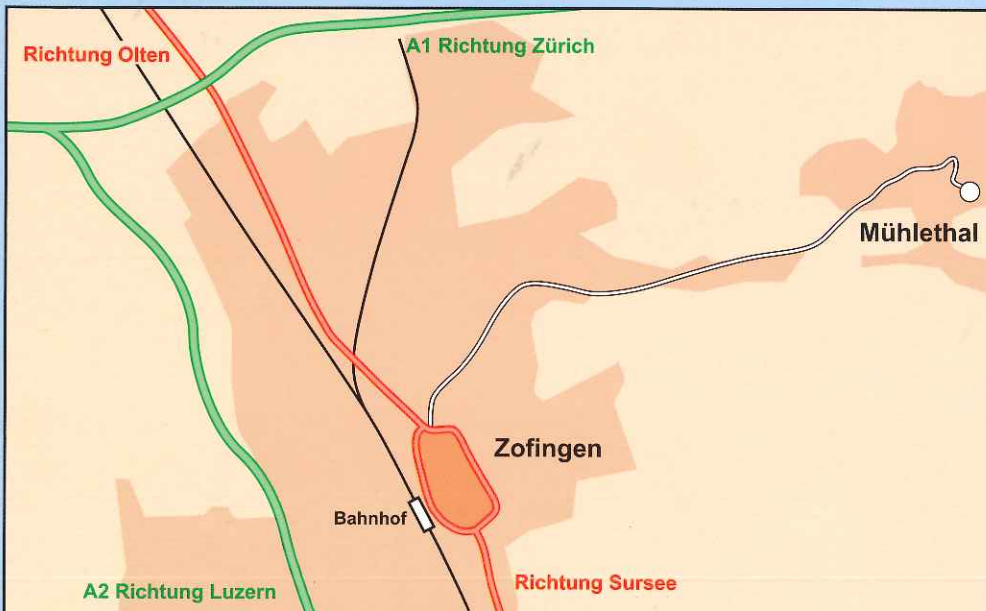 A1 Richtung Zürich
Richtung Olten
Mühlethal
Zofingen
Bahnhof
Richtung Sursee
A2 Richtung Luzern